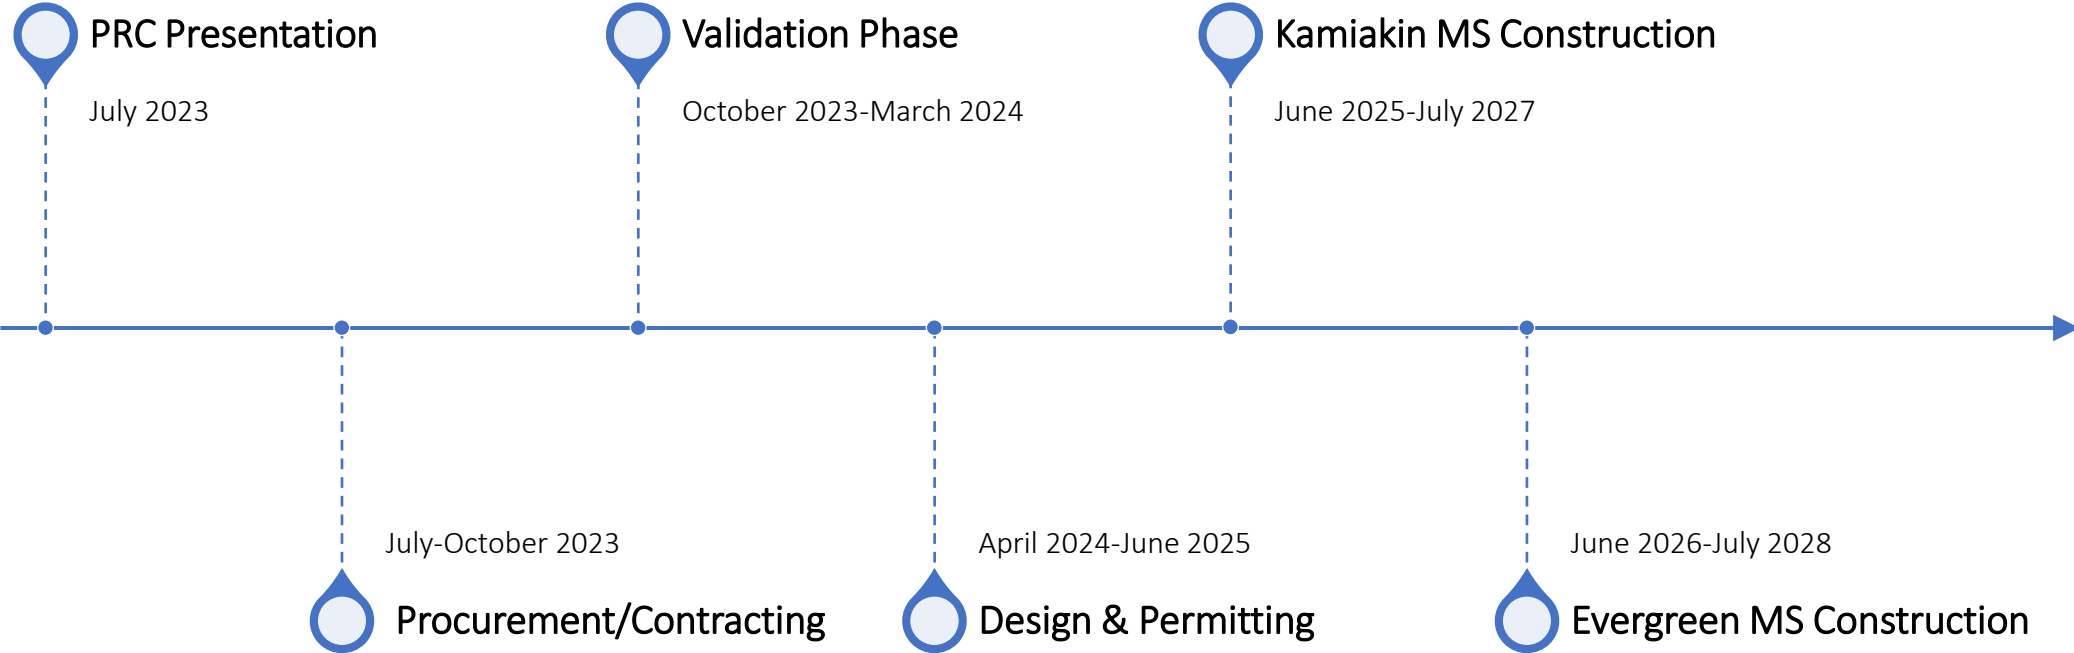 PRC Presentation
July 2023
Validation Phase
October 2023-March 2024
Kamiakin MS Construction
June 2025-July 2027
July-October 2023
Procurement/Contracting
April 2024-June 2025
Design & Permitting
June 2026-July 2028
Evergreen MS Construction